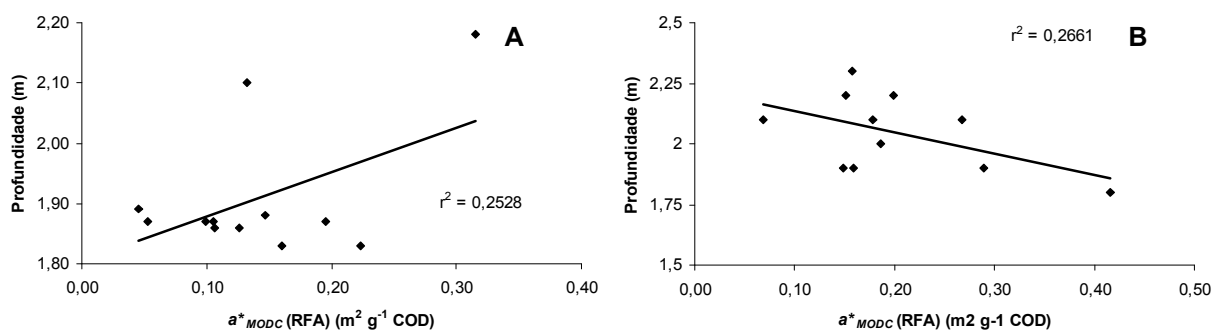 2,20
2,10
2,00
1,90
1,80
Profundidade (m)
A
r² = 0,2528
0,00 0,10 0,20 0,30 0,40
a*MODC (RFA) (m² g-1 COD)
2,5
2,25
2
1,75
1,5
Profundidade (m)
r² = 0,2661
B
0,00 0,10 0,20 0,30 0,40 0,50
a*MODC (RFA) (m2 g-1 COD)